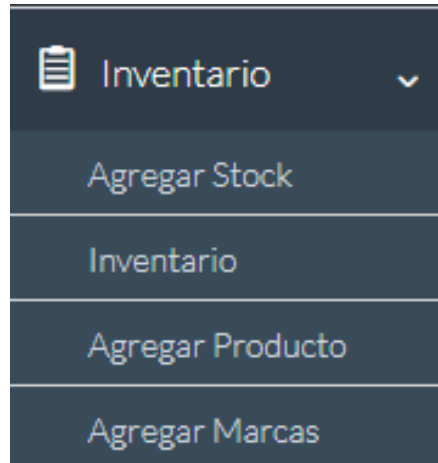 Inventario
Agregar Stock
Inventario
Agregar Producto
Agregar Marcas